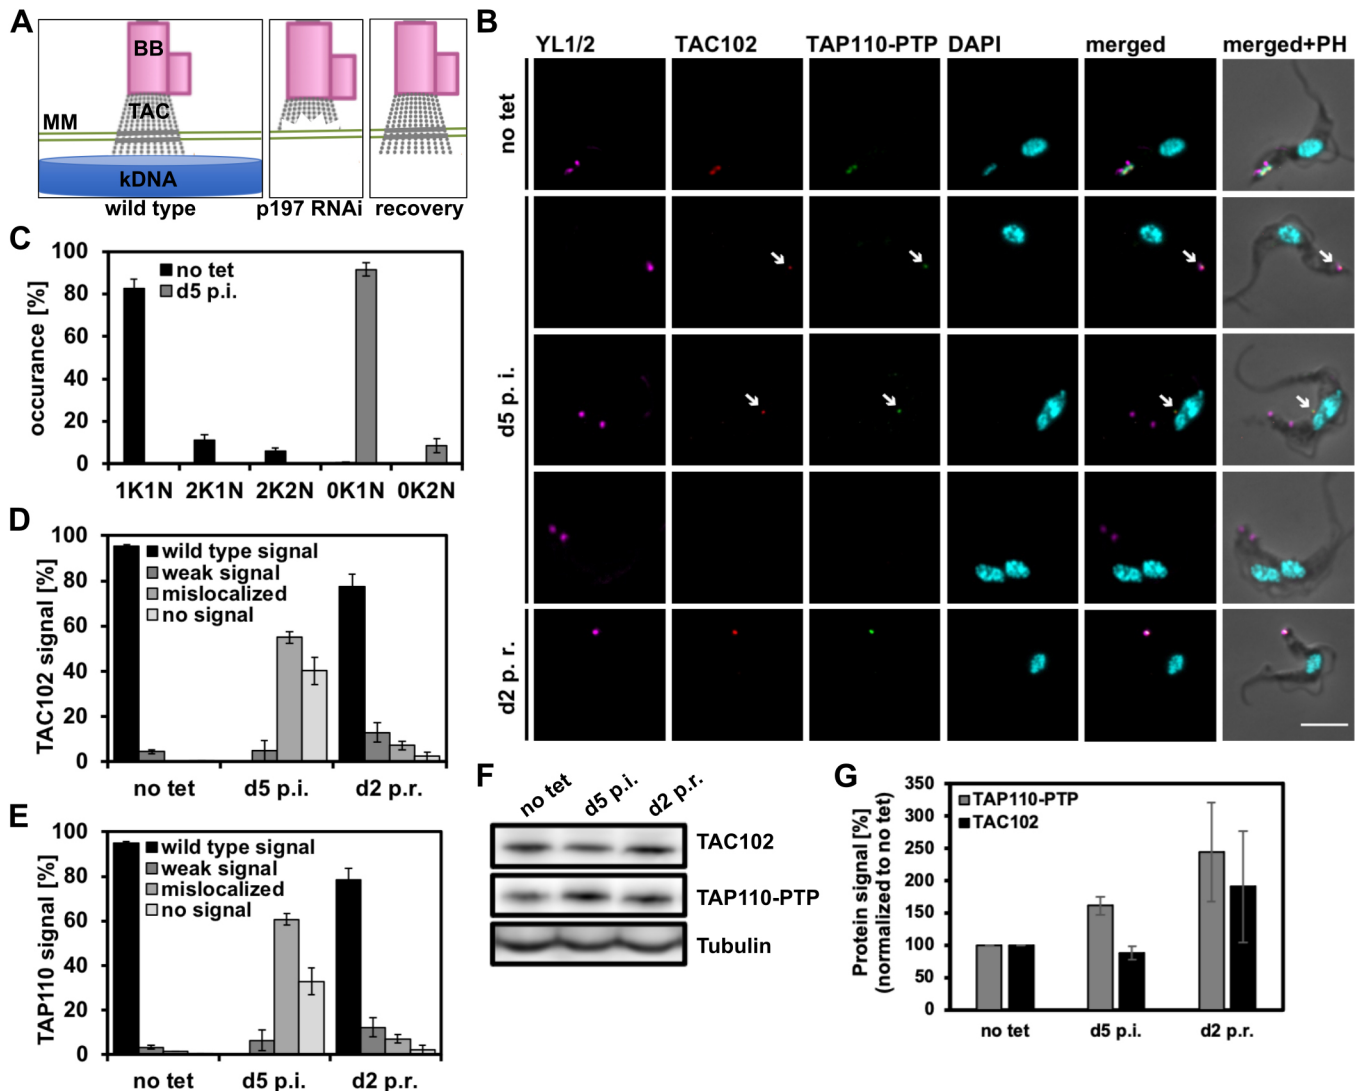 A
BB
TAC
MM
kDNA
wild type
p197 RNAi
recovery
B
YL1/2
TAC102
TAP110-PTP
DAPI
merged
merged+PH
no tet
d5 p. i.
d2 p. r.
C
occurance [%]
100
80
60
40
20
0
no tet
d5 p.i.
1K1N 2K1N 2K2N 0K1N 0K2N
D
TAC102 signal [%]
100
80
60
40
20
0
wild type signal
weak signal
mislocalized
no signal
no tet d5 p.i. d2 p.r.
E
TAP110 signal [%]
100
80
60
40
20
0
wild type signal
weak signal
mislocalized
no signal
no tet d5 p.i. d2 p.r.
F
no tet
d5 p.i.
d2 p.r.
TAC102
TAP110-PTP
Tubulin
G
Protein signal [%]
(normalized to no tet)
350
300
250
200
150
100
50
0
TAP110-PTP
TAC102
no tet d5 p.i. d2 p.r.